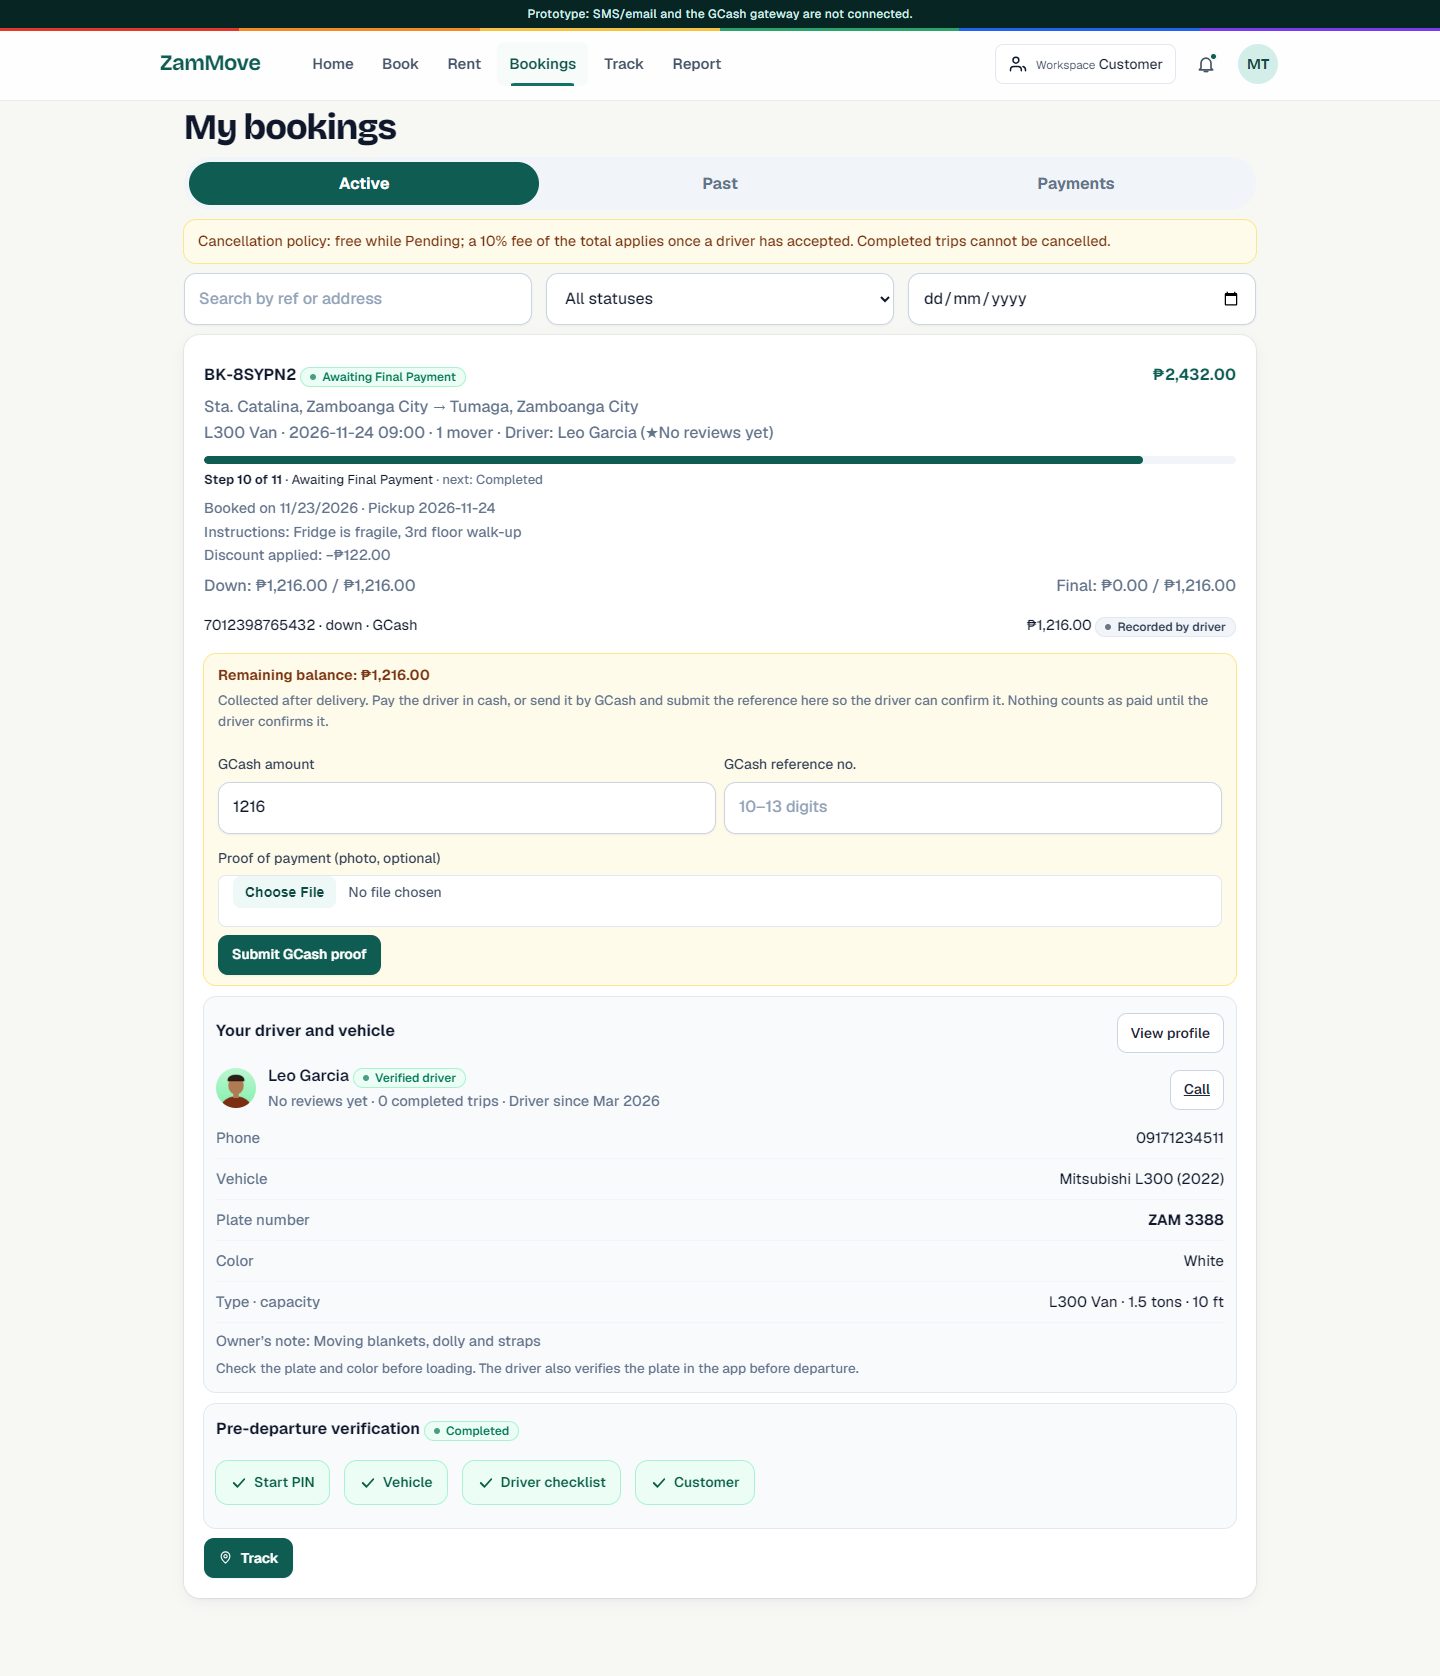 Prototype: SMS/email and the GCash gateway are not connected.
ZamMove
Home
Book
Rent
Bookings
Track
Report
Workspace Customer
MT
My bookings
Active
Past
Payments
Cancellation policy: free while Pending; a 10% fee of the total applies once a driver has accepted. Completed trips cannot be cancelled.
Search by ref or address
All statuses
dd/mm/yyyy
BK-8SYPN2
Awaiting Final Payment
₱2,432.00
Sta. Catalina, Zamboanga City → Tumaga, Zamboanga City
L300 Van · 2026-11-24 09:00 · 1 mover · Driver: Leo Garcia (★No reviews yet)
Step 10 of 11 · Awaiting Final Payment · next: Completed
Booked on 11/23/2026 · Pickup 2026-11-24
Instructions: Fridge is fragile, 3rd floor walk-up
Discount applied: −₱122.00
Down: ₱1,216.00 / ₱1,216.00
Final: ₱0.00 / ₱1,216.00
7012398765432 · down · GCash
₱1,216.00
Recorded by driver
Remaining balance: ₱1,216.00
Collected after delivery. Pay the driver in cash, or send it by GCash and submit the reference here so the driver can confirm it. Nothing counts as paid until the
driver confirms it.
GCash amount
GCash reference no.
1216
10–13 digits
Proof of payment (photo, optional)
Choose File
No file chosen
Submit GCash proof
Your driver and vehicle
View profile
Leo Garcia
Verified driver
No reviews yet · 0 completed trips · Driver since Mar 2026
Call
Phone
09171234511
Vehicle
Mitsubishi L300 (2022)
Plate number
ZAM 3388
Color
White
Type · capacity
L300 Van · 1.5 tons · 10 ft
Owner's note: Moving blankets, dolly and straps
Check the plate and color before loading. The driver also verifies the plate in the app before departure.
Pre-departure verification
Completed
Start PIN
Vehicle
Driver checklist
Customer
Track